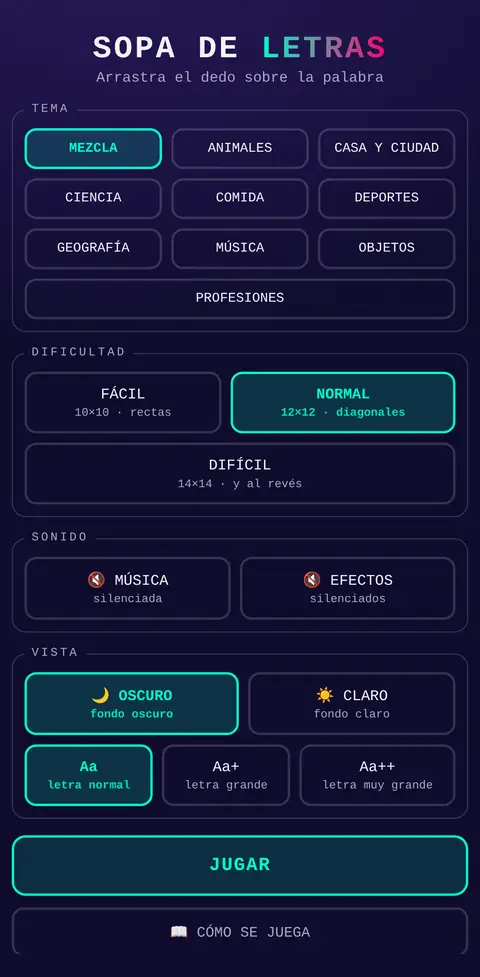 SOPA DE LETRAS
Arrastra el dedo sobre la palabra
TEMA
MEZCLA
ANIMALES
CASA Y CIUDAD
CIENCIA
COMIDA
DEPORTES
GEOGRAFÍA
MÚSICA
OBJETOS
PROFESIONES
DIFICULTAD
FÁCIL
10×10 · rectas
NORMAL
12×12 · diagonales
DIFÍCIL
14×14 · y al revés
SONIDO
🔇 MÚSICA
silenciada
🔇 EFECTOS
silenciados
VISTA
🌙 OSCURO
fondo oscuro
☀️ CLARO
fondo claro
Aa
letra normal
Aa+
letra grande
Aa++
letra muy grande
JUGAR
📖 CÓMO SE JUEGA